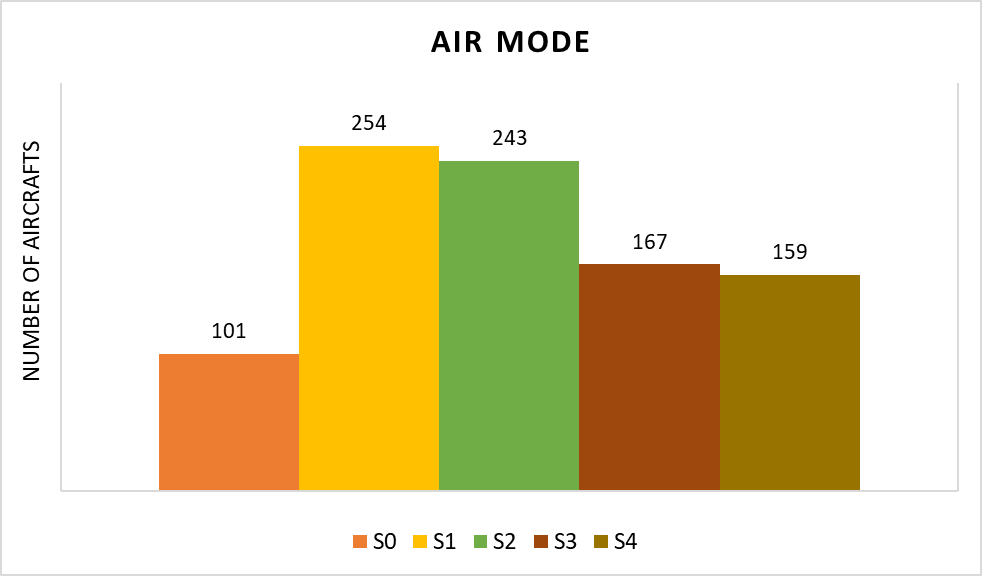 AIR MODE
NUMBER OF AIRCRAFTS
254
243
167
159
101
S0 S1 S2 S3 S4